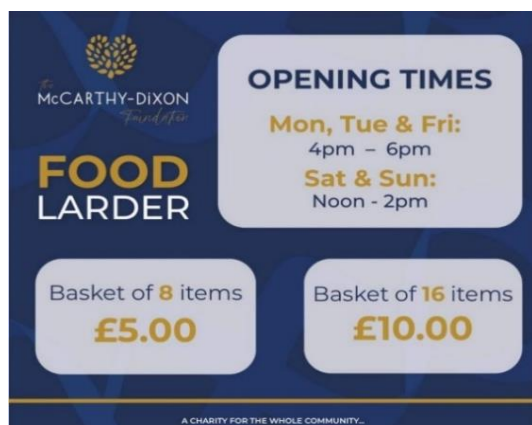 the
McCARTHY-DiXON
Foundation
FOOD
LARDER
OPENING TIMES
Mon, Tue & Fri:
4pm – 6pm
Sat & Sun:
Noon - 2pm
Basket of 8 items
£5.00
Basket of 16 items
£10.00
A CHARITY FOR THE WHOLE COMMUNITY...